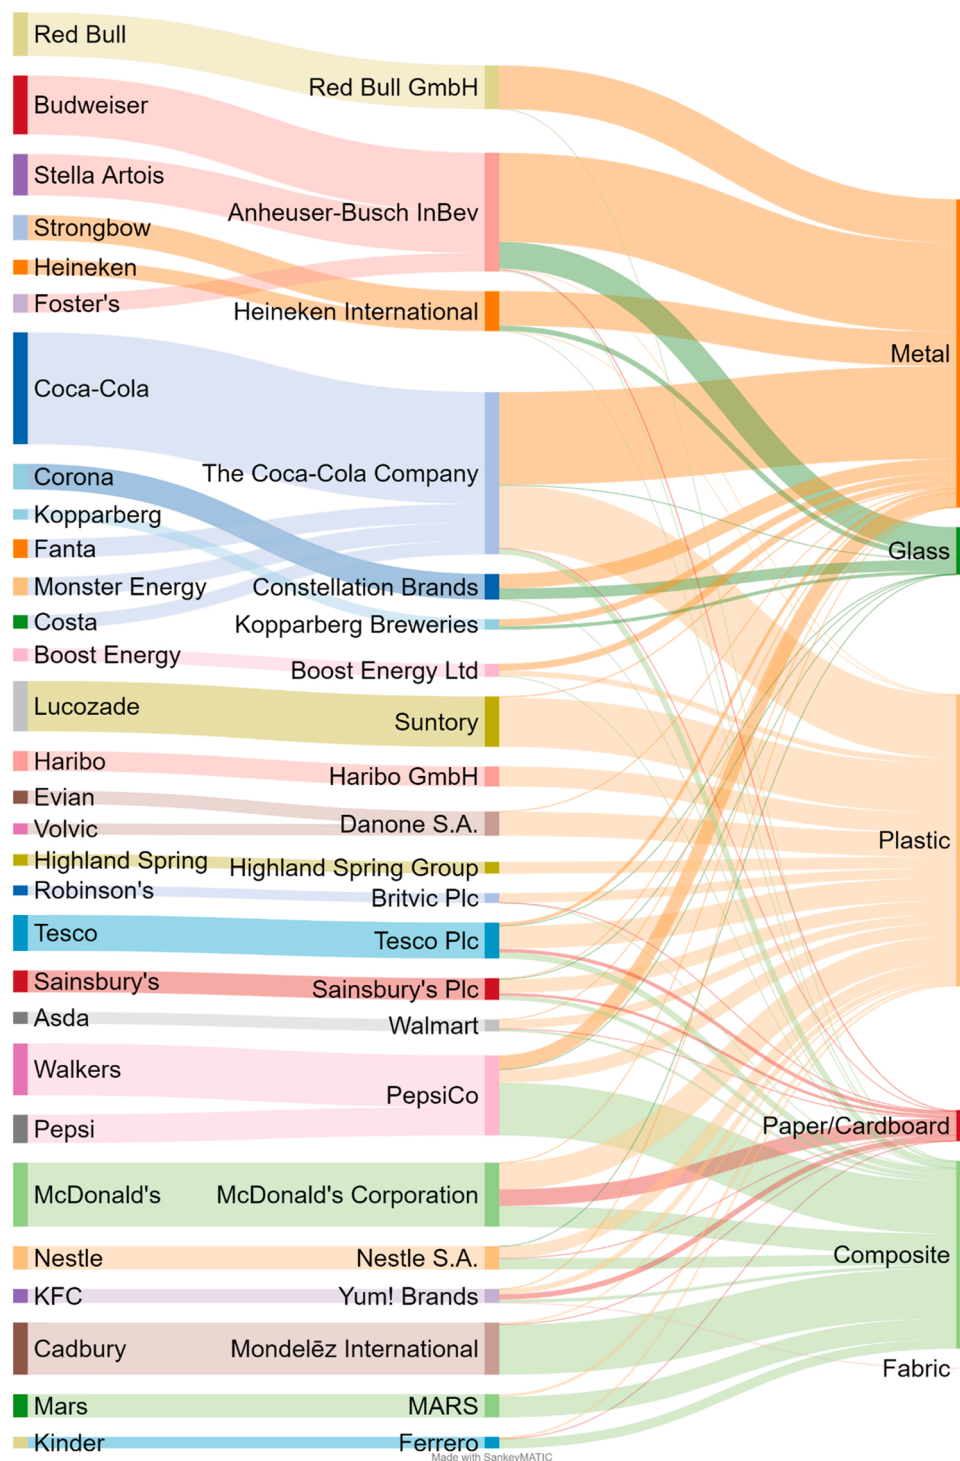 Red Bull
Red Bull GmbH
Budweiser
Stella Artois
Anheuser-Busch InBev
Strongbow
Heineken
Foster's
Heineken International
Metal
Coca-Cola
The Coca-Cola Company
Corona
Kopparberg
Fanta
Glass
Monster Energy
Constellation Brands
Costa
Kopparberg Breweries
Boost Energy
Boost Energy Ltd
Lucozade
Suntory
Haribo
Haribo GmbH
Evian
Volvic
Danone S.A.
Plastic
Highland Spring
Highland Spring Group
Robinson's
Britvic Plc
Tesco
Tesco Plc
Sainsbury's
Sainsbury's Plc
Asda
Walmart
Walkers
PepsiCo
Pepsi
Paper/Cardboard
McDonald's
McDonald's Corporation
Nestle
Nestle S.A.
Composite
KFC
Yum! Brands
Cadbury
Mondelēz International
Fabric
Mars
MARS
Kinder
Ferrero
Made with SankeyMATIC